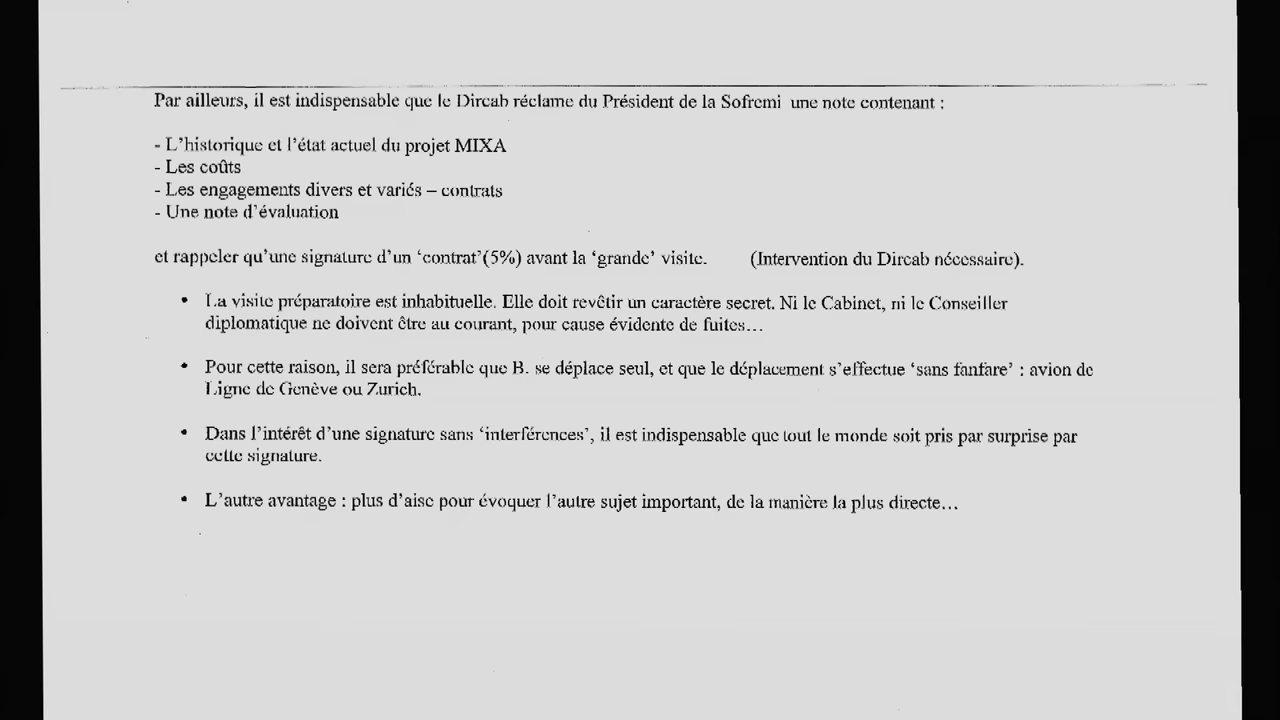 Par ailleurs, il est indispensable que le Dircab réclame du Président de la Sofremi une note contenant :
- L’historique et l’état actuel du projet MIXA
- Les coûts
- Les engagements divers et variés – contrats
- Une note d’évaluation
et rappeler qu’une signature d’un ‘contrat’(5%) avant la ‘grande’ visite. (Intervention du Dircab nécessaire).
• La visite préparatoire est inhabituelle. Elle doit revêtir un caractère secret. Ni le Cabinet, ni le Conseiller
diplomatique ne doivent être au courant, pour cause évidente de fuites…
• Pour cette raison, il sera préférable que B. se déplace seul, et que le déplacement s’effectue ‘sans fanfare’ : avion de
Ligne de Genève ou Zurich.
• Dans l’intérêt d’une signature sans ‘interférences’, il est indispensable que tout le monde soit pris par surprise par
cette signature.
• L’autre avantage : plus d’aise pour évoquer l’autre sujet important, de la manière la plus directe…